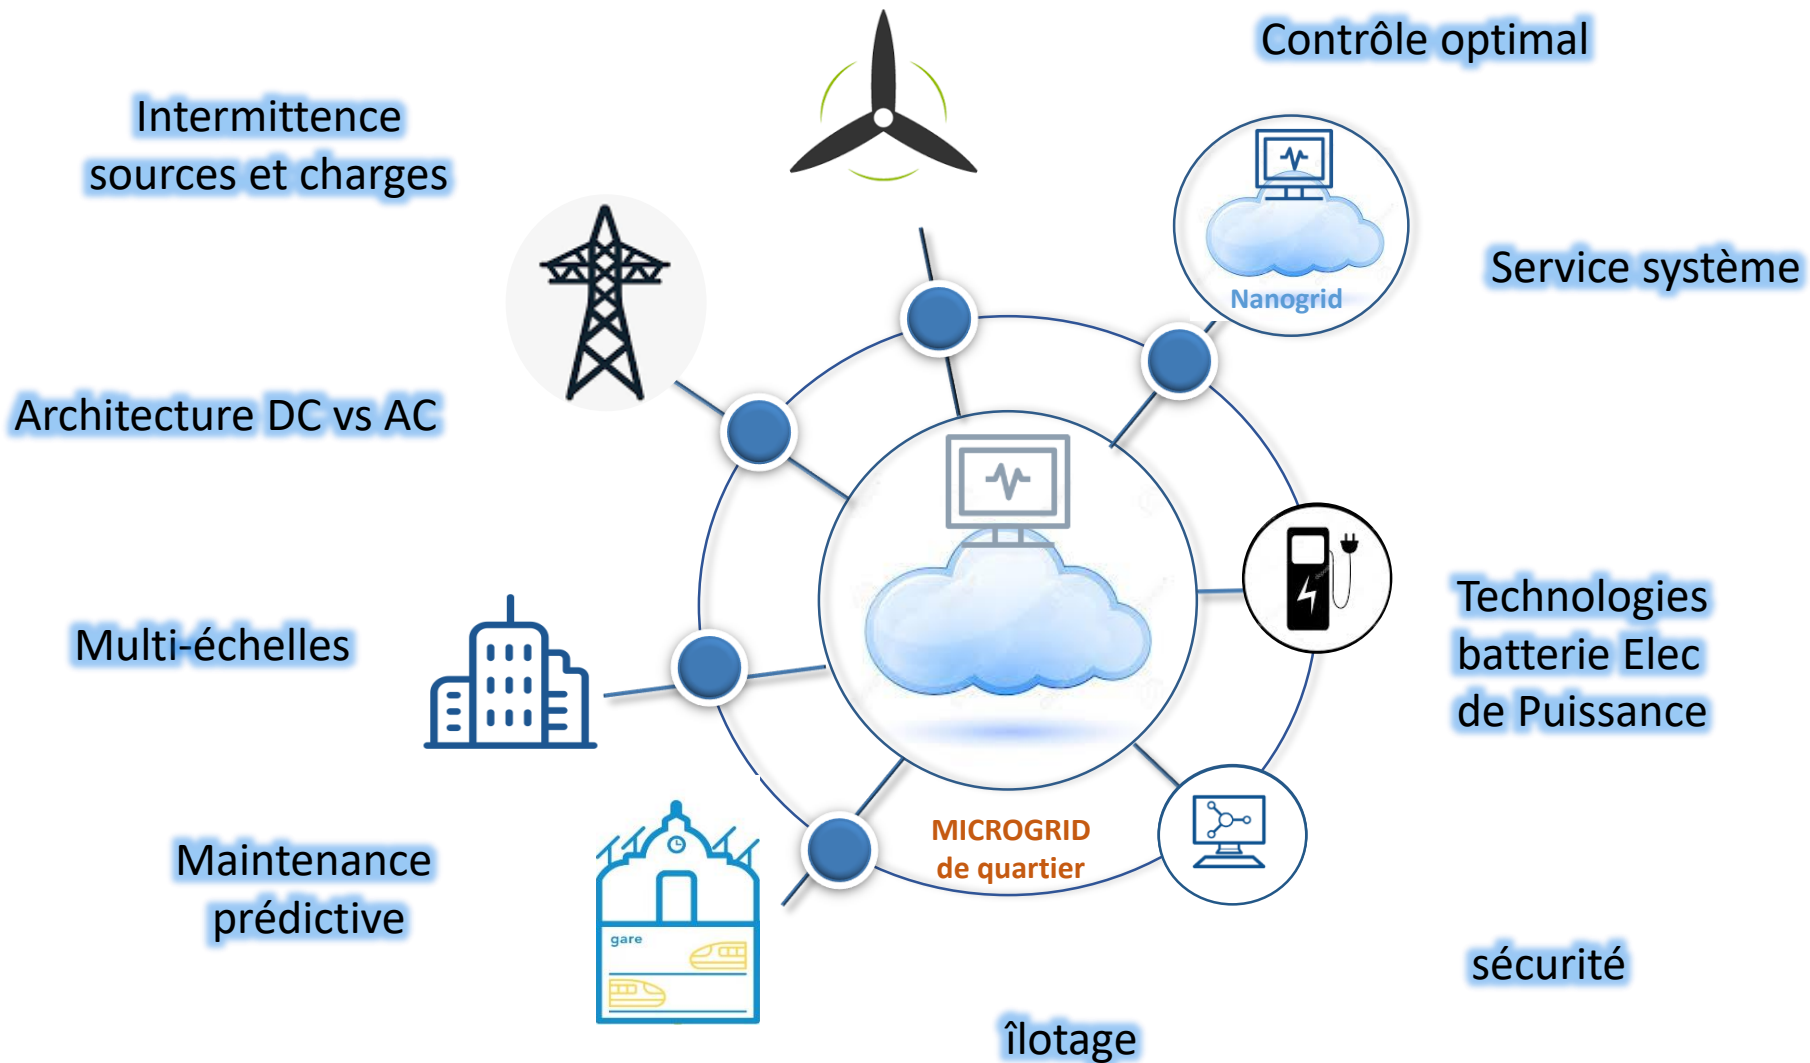 Contrôle optimal
Intermittence
sources et charges
Nanogrid
Service système
Architecture DC vs AC
Technologies
batterie Elec
de Puissance
Multi-échelles
MICROGRID
de quartier
Maintenance
prédictive
gare
sécurité
îlotage